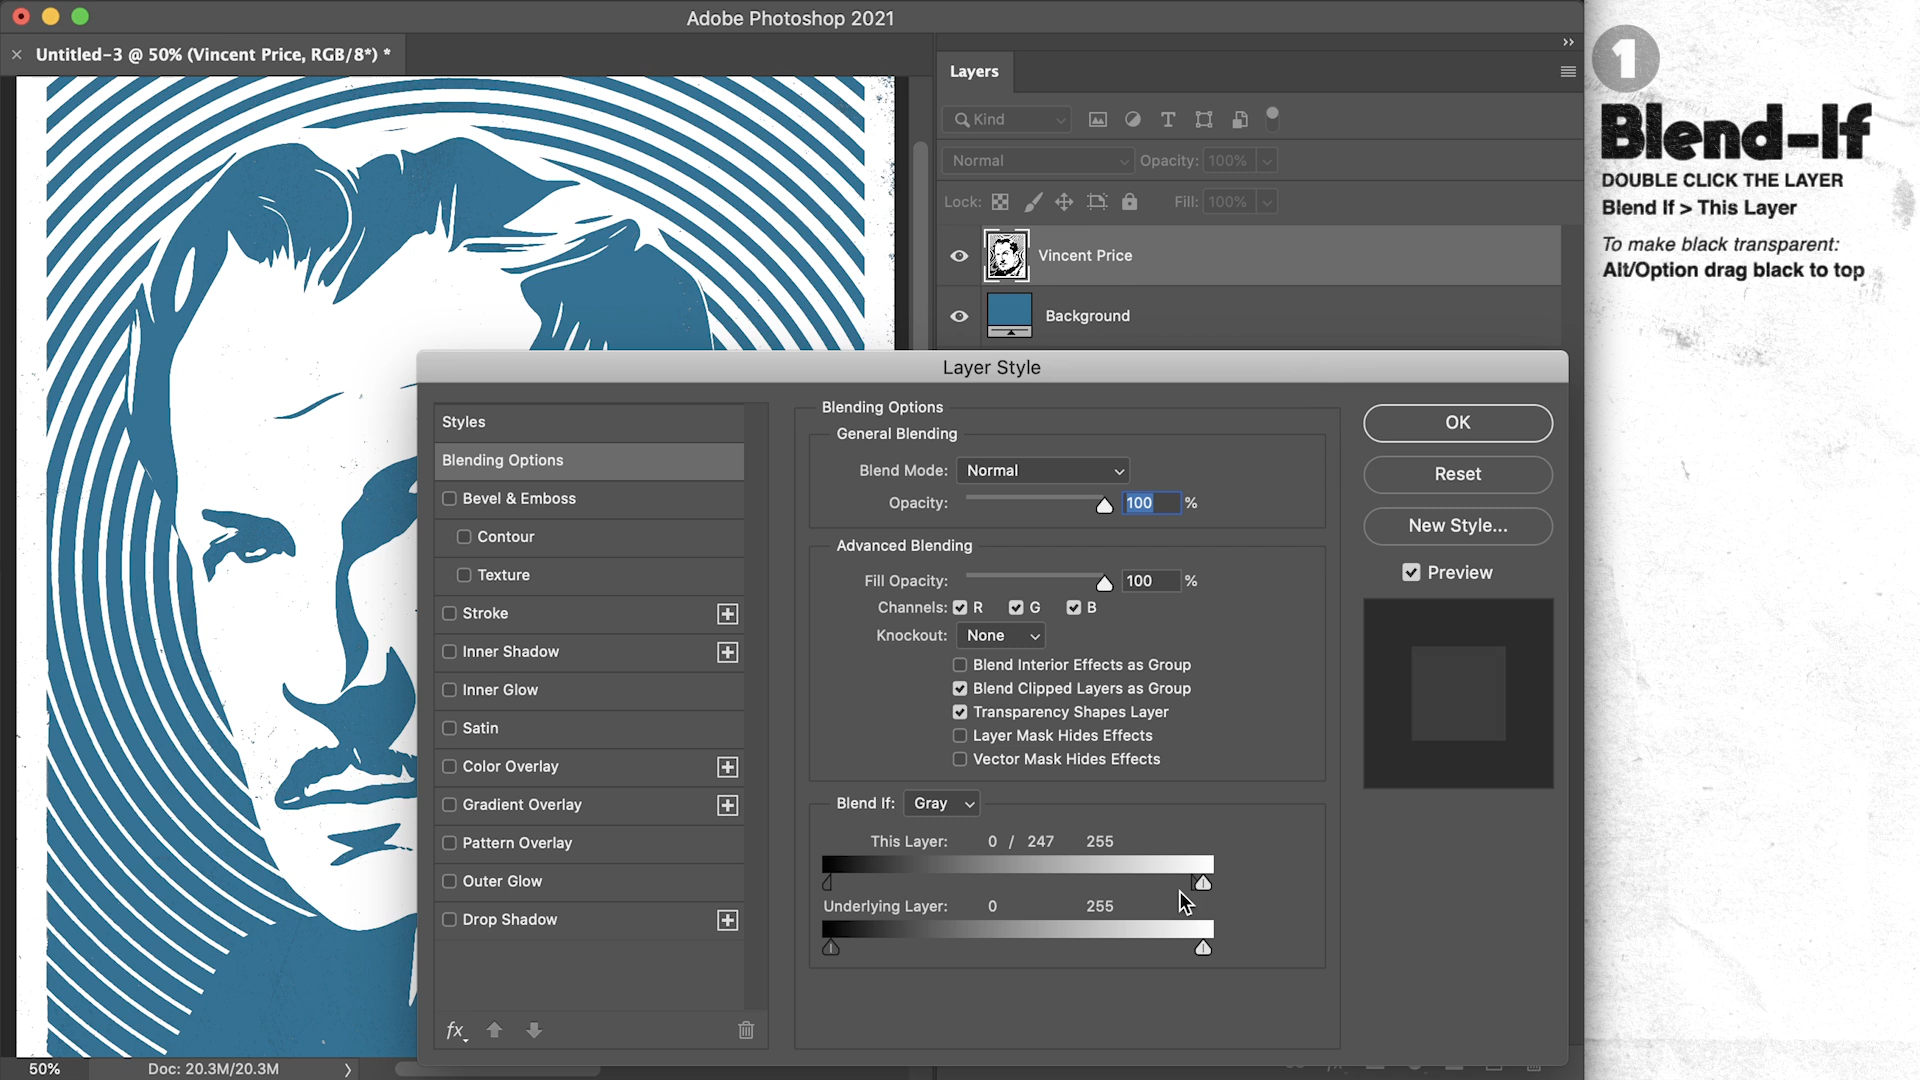 Adobe Photoshop 2021
Untitled-3 @ 50% (Vincent Price, RGB/8*) *
Layers
Kind
Normal
Opacity: 100%
Lock:
Fill: 100%
Vincent Price
Background
Layer Style
Styles
Blending Options
Bevel & Emboss
Contour
Texture
Stroke
Inner Shadow
Inner Glow
Satin
Color Overlay
Gradient Overlay
Pattern Overlay
Outer Glow
Drop Shadow
fx
Blending Options
General Blending
Blend Mode: Normal
Opacity: 100 %
Advanced Blending
Fill Opacity: 100 %
Channels: R G B
Knockout: None
Blend Interior Effects as Group
Blend Clipped Layers as Group
Transparency Shapes Layer
Layer Mask Hides Effects
Vector Mask Hides Effects
Blend If: Gray
This Layer: 0 / 247 255
Underlying Layer: 0 255
OK
Reset
New Style...
Preview
50%
Doc: 20.3M/20.3M
1
Blend-If
DOUBLE CLICK THE LAYER
Blend If > This Layer
To make black transparent:
Alt/Option drag black to top